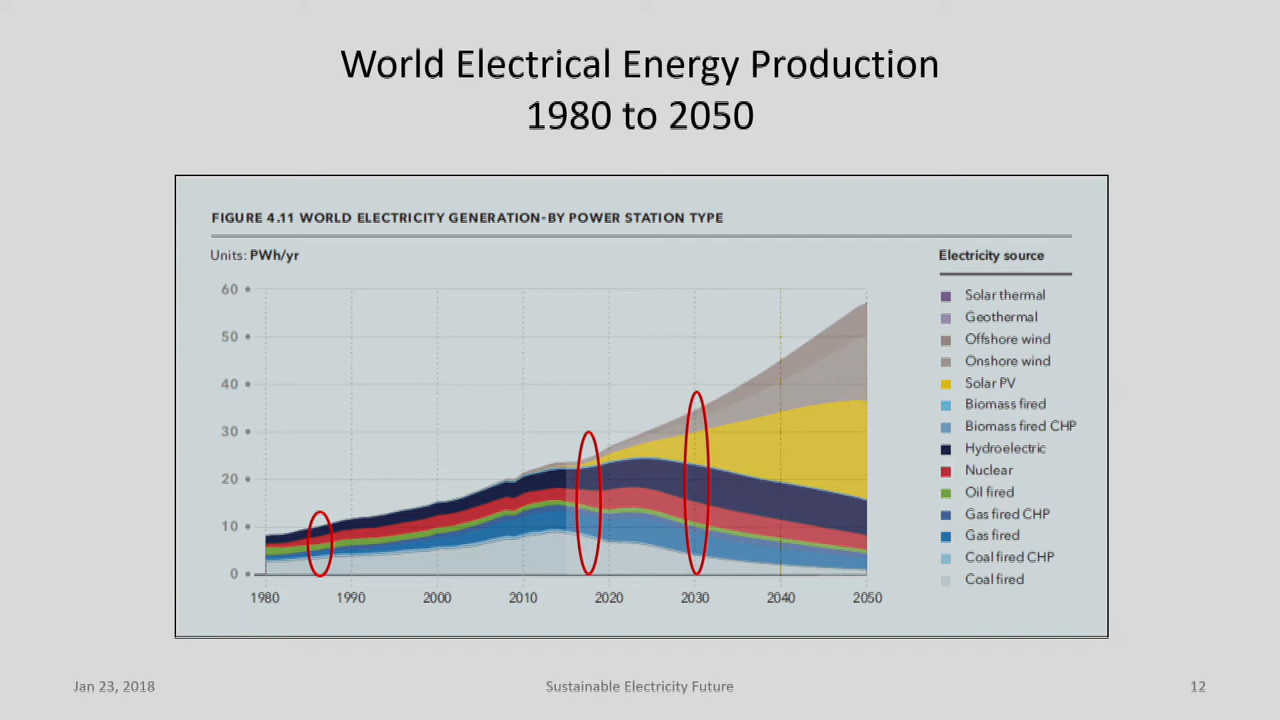 World Electrical Energy Production
1980 to 2050
FIGURE 4.11 WORLD ELECTRICITY GENERATION-BY POWER STATION TYPE
Units: PWh/yr
Electricity source
60
50
40
30
20
10
0
1980 1990 2000 2010 2020 2030 2040 2050
Solar thermal
Geothermal
Offshore wind
Onshore wind
Solar PV
Biomass fired
Biomass fired CHP
Hydroelectric
Nuclear
Oil fired
Gas fired CHP
Gas fired
Coal fired CHP
Coal fired
Jan 23, 2018
Sustainable Electricity Future
12